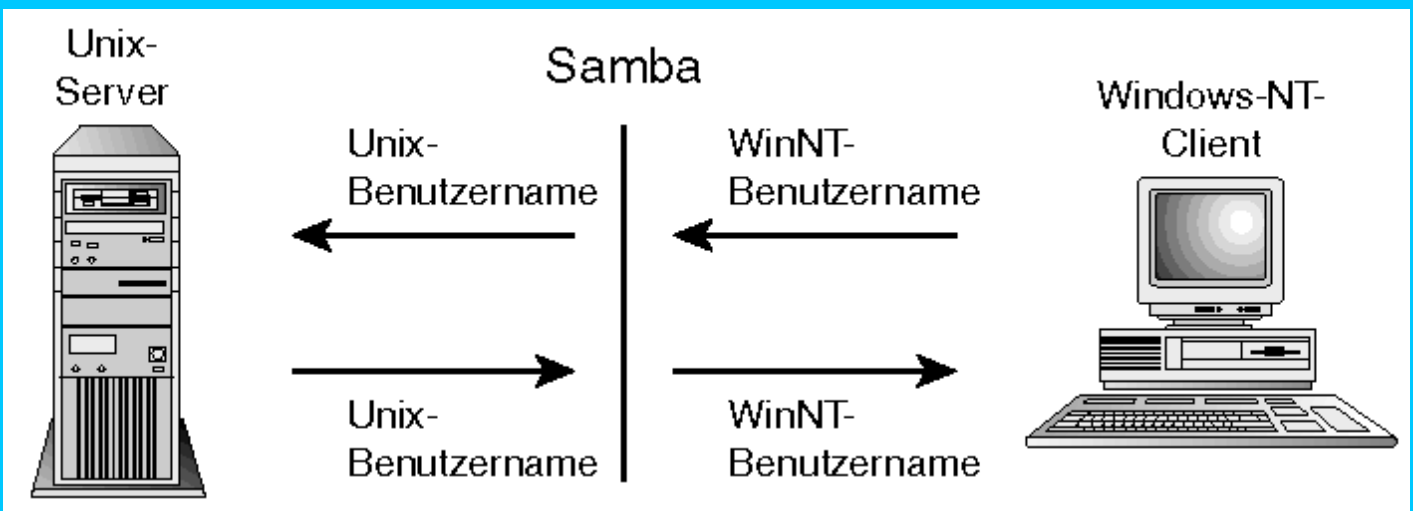 Unix-
Server
Samba
Windows-NT-
Client
Unix-
Benutzername
WinNT-
Benutzername
Unix-
Benutzername
WinNT-
Benutzername